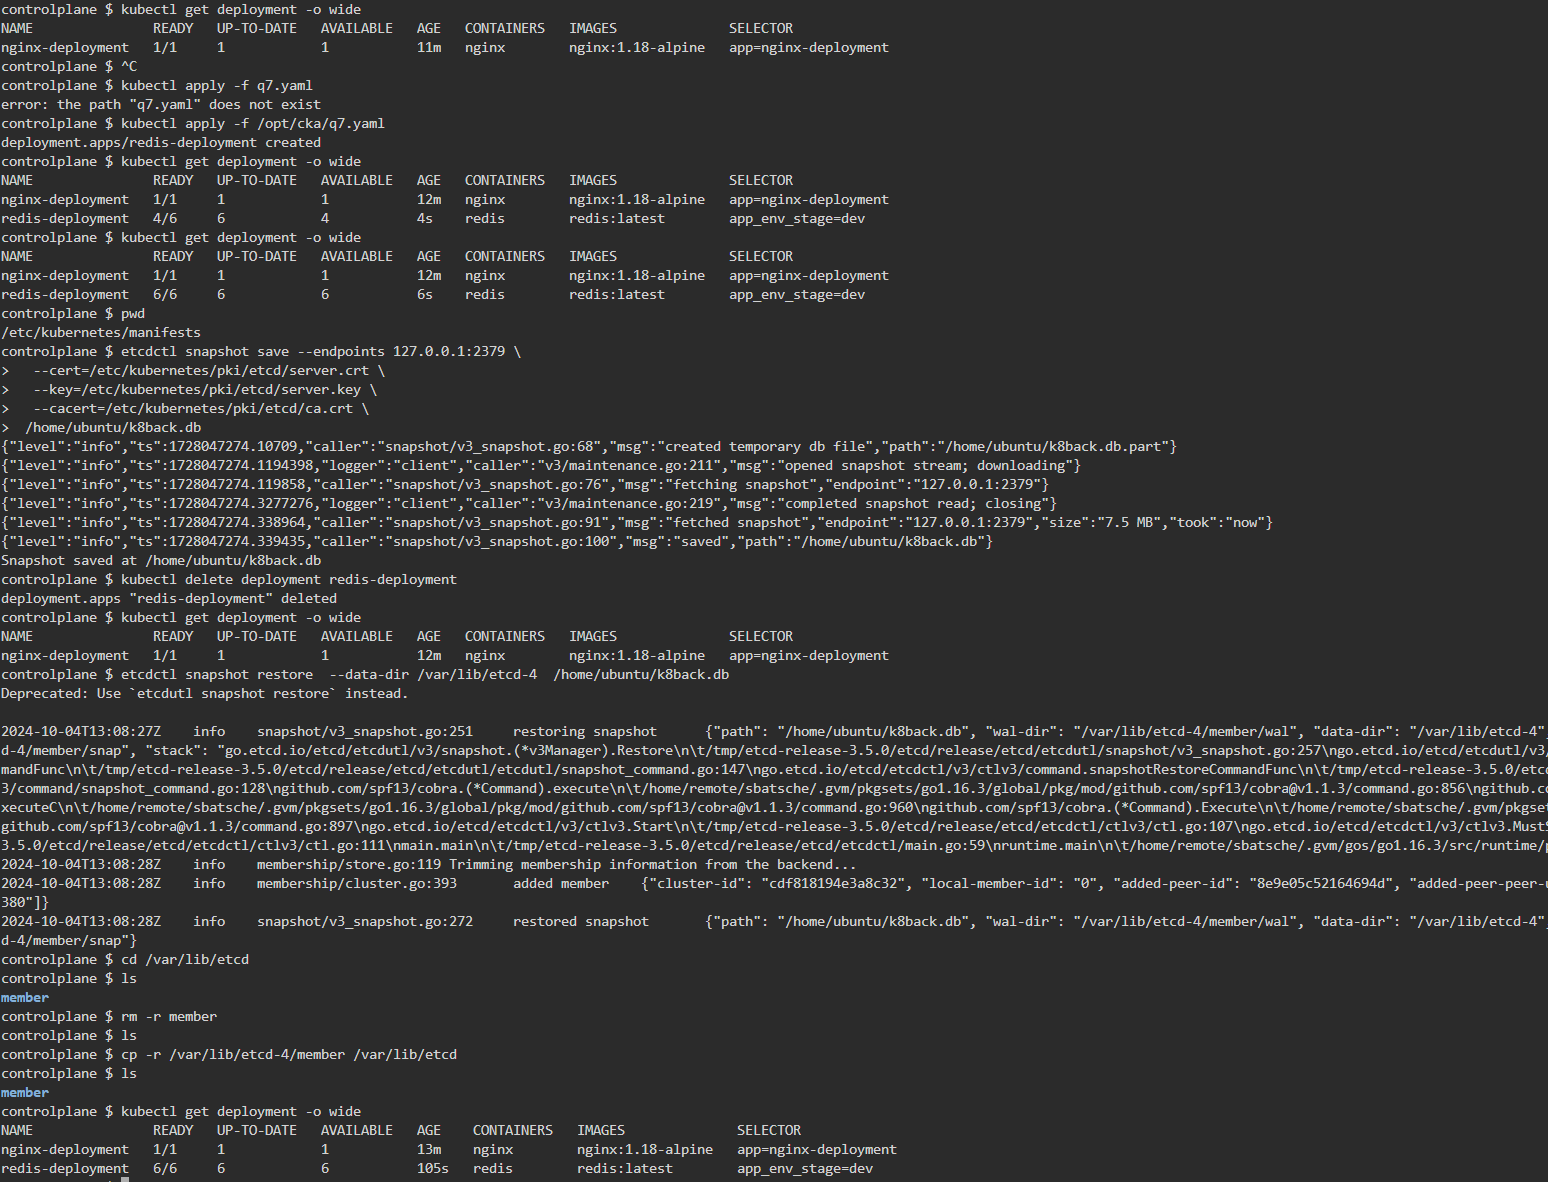 controlplane $ kubectl get deployment -o wide
NAME               READY   UP-TO-DATE   AVAILABLE   AGE   CONTAINERS   IMAGES              SELECTOR
nginx-deployment   1/1     1            1           11m   nginx        nginx:1.18-alpine   app=nginx-deployment
controlplane $ ^C
controlplane $ kubectl apply -f q7.yaml
error: the path "q7.yaml" does not exist
controlplane $ kubectl apply -f /opt/cka/q7.yaml
deployment.apps/redis-deployment created
controlplane $ kubectl get deployment -o wide
NAME               READY   UP-TO-DATE   AVAILABLE   AGE   CONTAINERS   IMAGES              SELECTOR
nginx-deployment   1/1     1            1           12m   nginx        nginx:1.18-alpine   app=nginx-deployment
redis-deployment   4/6     6            4           4s    redis        redis:latest        app_env_stage=dev
controlplane $ kubectl get deployment -o wide
NAME               READY   UP-TO-DATE   AVAILABLE   AGE   CONTAINERS   IMAGES              SELECTOR
nginx-deployment   1/1     1            1           12m   nginx        nginx:1.18-alpine   app=nginx-deployment
redis-deployment   6/6     6            6           6s    redis        redis:latest        app_env_stage=dev
controlplane $ pwd
/etc/kubernetes/manifests
controlplane $ etcdctl snapshot save --endpoints 127.0.0.1:2379 \
>   --cert=/etc/kubernetes/pki/etcd/server.crt \
>   --key=/etc/kubernetes/pki/etcd/server.key \
>   --cacert=/etc/kubernetes/pki/etcd/ca.crt \
>  /home/ubuntu/k8back.db
{"level":"info","ts":1728047274.10709,"caller":"snapshot/v3_snapshot.go:68","msg":"created temporary db file","path":"/home/ubuntu/k8back.db.part"}
{"level":"info","ts":1728047274.1194398,"logger":"client","caller":"v3/maintenance.go:211","msg":"opened snapshot stream; downloading"}
{"level":"info","ts":1728047274.119858,"caller":"snapshot/v3_snapshot.go:76","msg":"fetching snapshot","endpoint":"127.0.0.1:2379"}
{"level":"info","ts":1728047274.3277276,"logger":"client","caller":"v3/maintenance.go:219","msg":"completed snapshot read; closing"}
{"level":"info","ts":1728047274.338964,"caller":"snapshot/v3_snapshot.go:91","msg":"fetched snapshot","endpoint":"127.0.0.1:2379","size":"7.5 MB","took":"now"}
{"level":"info","ts":1728047274.339435,"caller":"snapshot/v3_snapshot.go:100","msg":"saved","path":"/home/ubuntu/k8back.db"}
Snapshot saved at /home/ubuntu/k8back.db
controlplane $ kubectl delete deployment redis-deployment
deployment.apps "redis-deployment" deleted
controlplane $ kubectl get deployment -o wide
NAME               READY   UP-TO-DATE   AVAILABLE   AGE   CONTAINERS   IMAGES              SELECTOR
nginx-deployment   1/1     1            1           12m   nginx        nginx:1.18-alpine   app=nginx-deployment
controlplane $ etcdctl snapshot restore  --data-dir /var/lib/etcd-4  /home/ubuntu/k8back.db
Deprecated: Use `etcdutl snapshot restore` instead.
2024-10-04T13:08:27Z    info    snapshot/v3_snapshot.go:251     restoring snapshot      {"path": "/home/ubuntu/k8back.db", "wal-dir": "/var/lib/etcd-4/member/wal", "data-dir": "/var/lib/etcd-4",
d-4/member/snap", "stack": "go.etcd.io/etcd/etcdutl/v3/snapshot.(*v3Manager).Restore\n\t/tmp/etcd-release-3.5.0/etcd/release/etcd/etcdutl/snapshot/v3_snapshot.go:257\ngo.etcd.io/etcd/etcdutl/v3/
mandFunc\n\t/tmp/etcd-release-3.5.0/etcd/release/etcd/etcdutl/etcdutl/snapshot_command.go:147\ngo.etcd.io/etcd/etcdctl/v3/ctlv3/command.snapshotRestoreCommandFunc\n\t/tmp/etcd-release-3.5.0/etcd
3/command/snapshot_command.go:128\ngithub.com/spf13/cobra.(*Command).execute\n\t/home/remote/sbatsche/.gvm/pkgsets/go1.16.3/global/pkg/mod/github.com/spf13/cobra@v1.1.3/command.go:856\ngithub.co
xecuteC\n\t/home/remote/sbatsche/.gvm/pkgsets/go1.16.3/global/pkg/mod/github.com/spf13/cobra@v1.1.3/command.go:960\ngithub.com/spf13/cobra.(*Command).Execute\n\t/home/remote/sbatsche/.gvm/pkgset
github.com/spf13/cobra@v1.1.3/command.go:897\ngo.etcd.io/etcd/etcdctl/v3/ctlv3.Start\n\t/tmp/etcd-release-3.5.0/etcd/release/etcd/etcdctl/ctlv3/ctl.go:107\ngo.etcd.io/etcd/etcdctl/v3/ctlv3.MustS
3.5.0/etcd/release/etcd/etcdctl/ctlv3/ctl.go:111\nmain.main\n\t/tmp/etcd-release-3.5.0/etcd/release/etcd/etcdctl/main.go:59\nruntime.main\n\t/home/remote/sbatsche/.gvm/gos/go1.16.3/src/runtime/p
2024-10-04T13:08:28Z    info    membership/store.go:119 Trimming membership information from the backend...
2024-10-04T13:08:28Z    info    membership/cluster.go:393       added member    {"cluster-id": "cdf818194e3a8c32", "local-member-id": "0", "added-peer-id": "8e9e05c52164694d", "added-peer-peer-u
380"]}
2024-10-04T13:08:28Z    info    snapshot/v3_snapshot.go:272     restored snapshot       {"path": "/home/ubuntu/k8back.db", "wal-dir": "/var/lib/etcd-4/member/wal", "data-dir": "/var/lib/etcd-4",
d-4/member/snap"}
controlplane $ cd /var/lib/etcd
controlplane $ ls
member
controlplane $ rm -r member
controlplane $ ls
controlplane $ cp -r /var/lib/etcd-4/member /var/lib/etcd
controlplane $ ls
member
controlplane $ kubectl get deployment -o wide
NAME               READY   UP-TO-DATE   AVAILABLE   AGE    CONTAINERS   IMAGES              SELECTOR
nginx-deployment   1/1     1            1           13m    nginx        nginx:1.18-alpine   app=nginx-deployment
redis-deployment   6/6     6            6           105s   redis        redis:latest        app_env_stage=dev